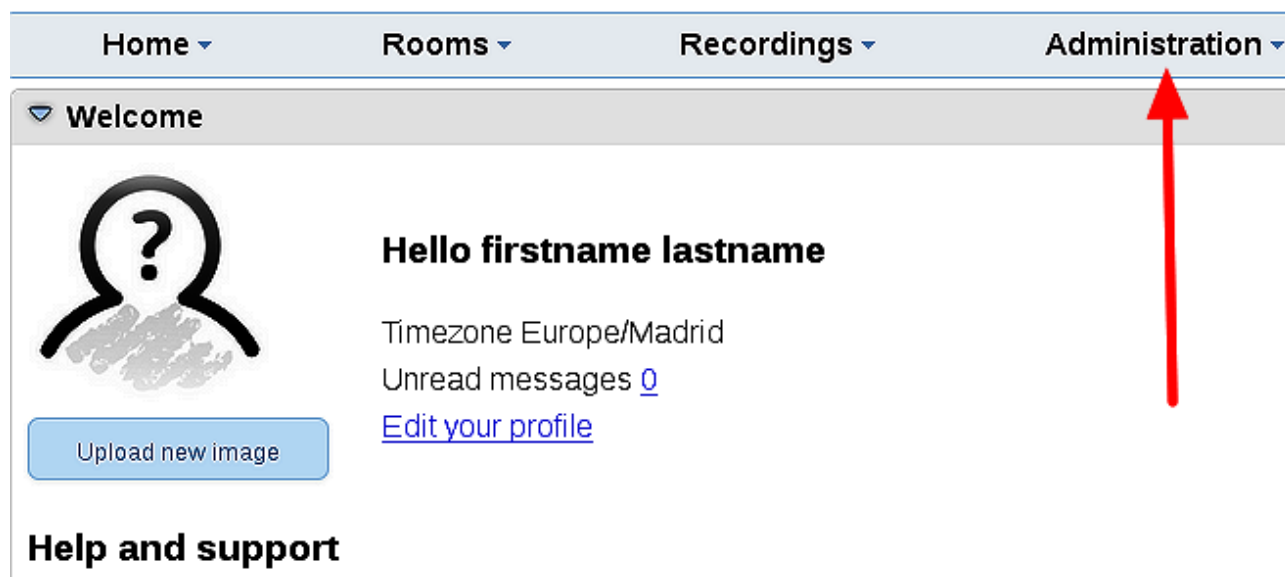 Home Rooms Recordings Administration
Welcome
?
Hello firstname lastname
Timezone Europe/Madrid
Unread messages 0
Edit your profile
Upload new image
Help and support